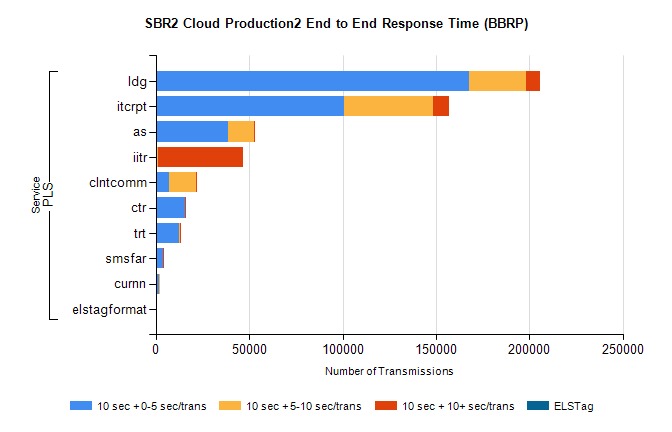 SBR2 Cloud Production2 End to End Response Time (BBRP)
Service
PLS
ldg
itcrpt
as
iitr
clntcomm
ctr
trt
smsfar
curnn
elstagformat
0 50000 100000 150000 200000 250000
Number of Transmissions
10 sec +0-5 sec/trans 10 sec +5-10 sec/trans 10 sec + 10+ sec/trans ELSTag